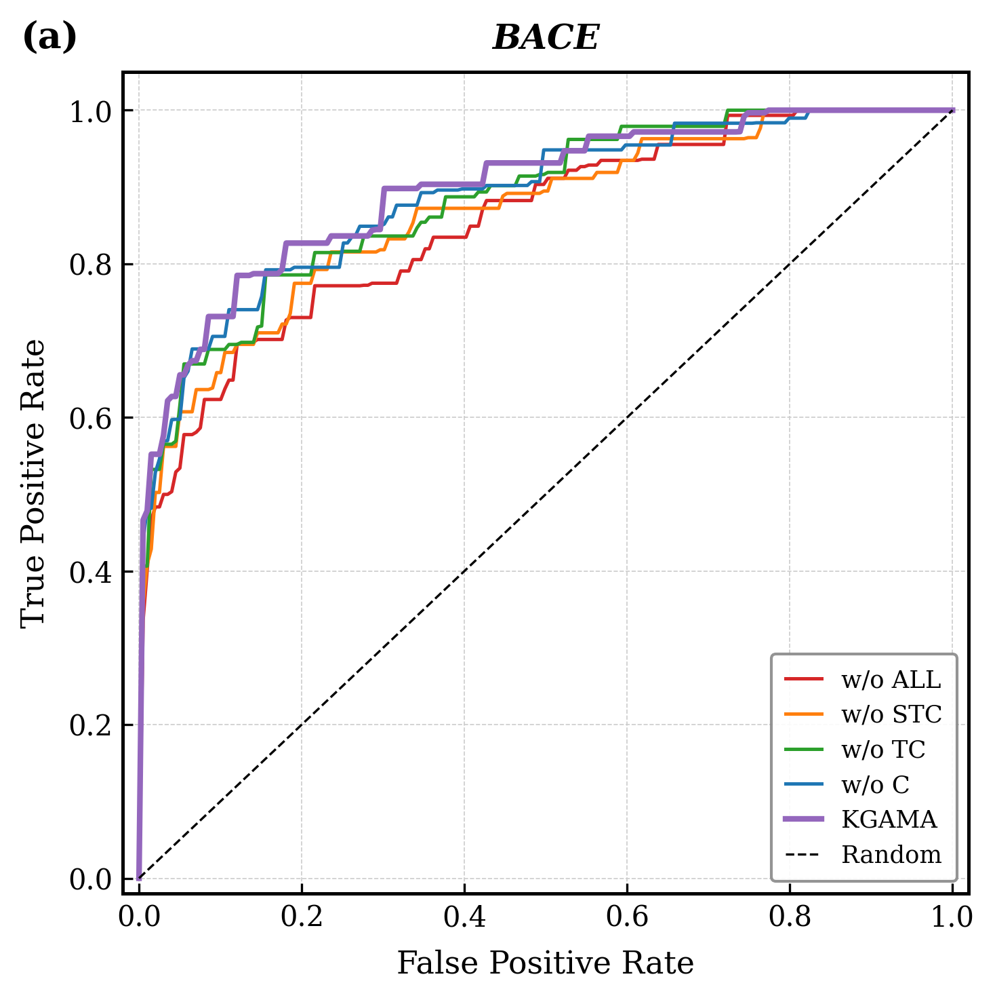 (a)
BACE
1.0
0.8
0.6
0.4
0.2
0.0
True Positive Rate
w/o ALL
w/o STC
w/o TC
w/o C
KGAMA
Random
0.0 0.2 0.4 0.6 0.8 1.0
False Positive Rate